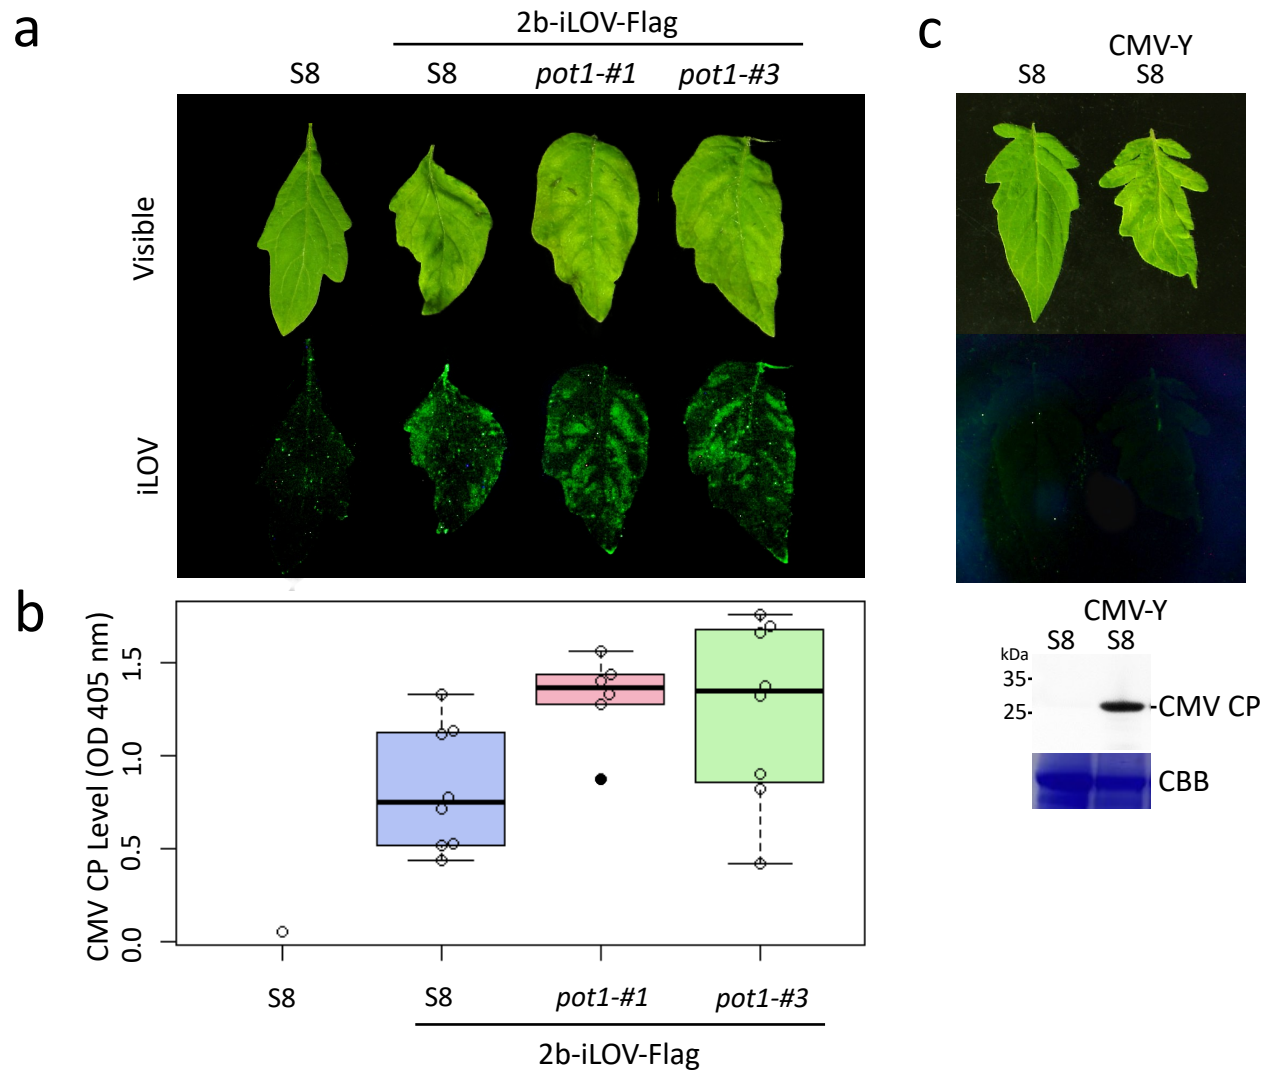 a
2b-iLOV-Flag
S8 S8 pot1-#1 pot1-#3
Visible
iLOV
b
CMV CP Level (OD 405 nm)
1.5
1.0
0.5
0.0
S8 S8 pot1-#1 pot1-#3
2b-iLOV-Flag
c
CMV-Y
S8 S8
CMV-Y
S8 S8
kDa
35-
25-
-CMV CP
CBB